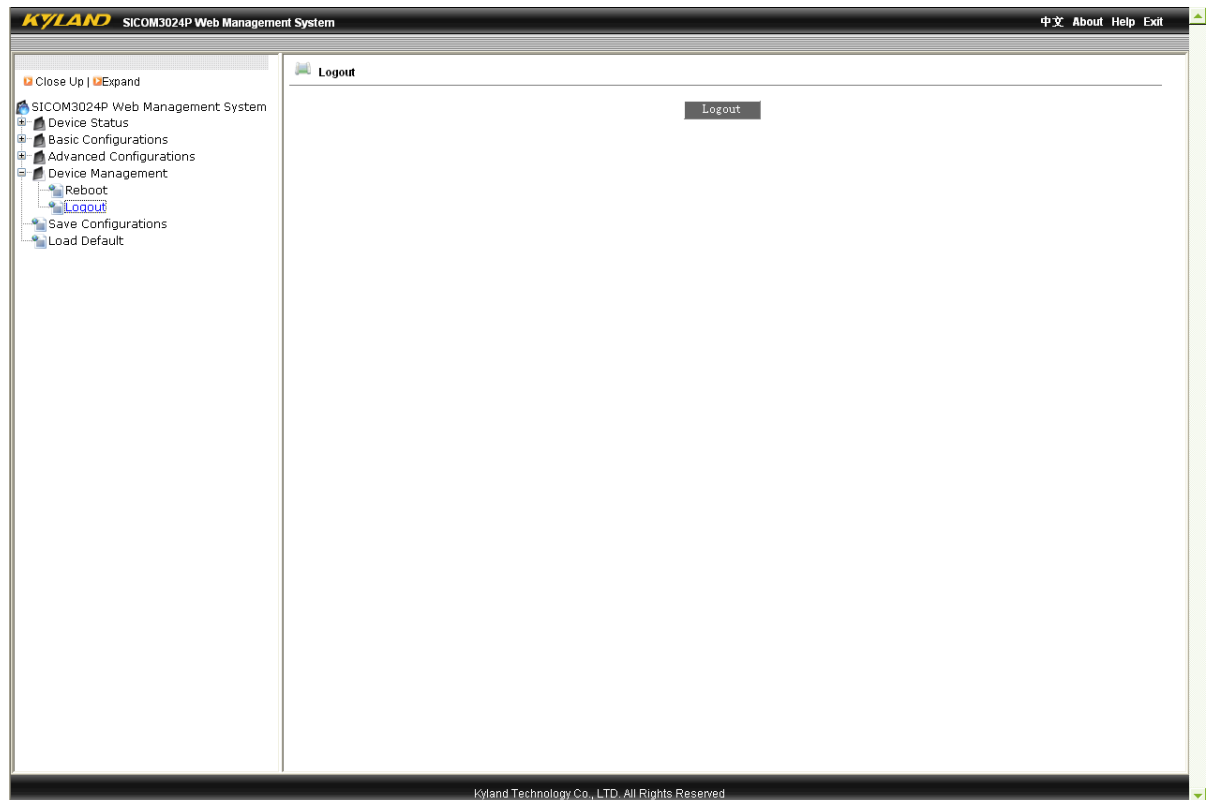 KYLAND SICOM3024P Web Management System 中文 About Help Exit
Close Up | Expand
SICOM3024P Web Management System
Device Status
Basic Configurations
Advanced Configurations
Device Management
Reboot
Logout
Save Configurations
Load Default
Logout
Logout
Kyland Technology Co., LTD. All Rights Reserved